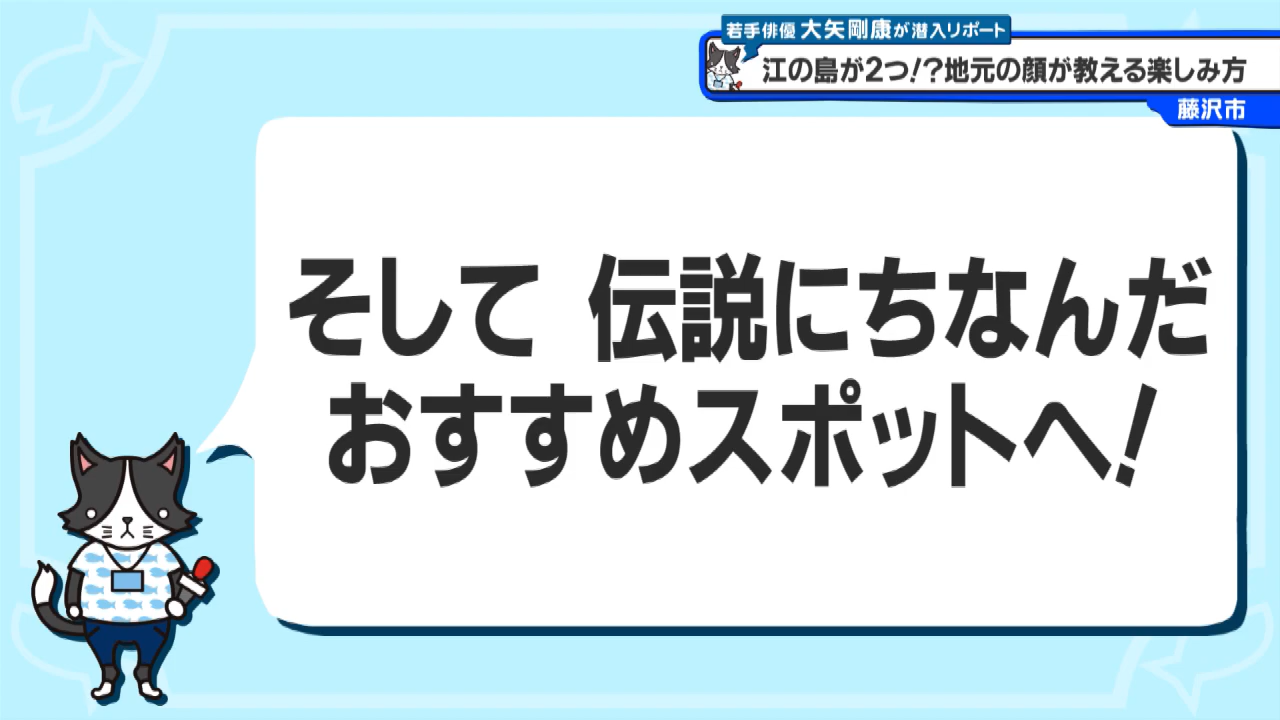 若手俳優 大矢剛康が潜入リポート
江の島が2つ!?地元の顔が教える楽しみ方
藤沢市
そして 伝説にちなんだ
おすすめスポットへ!